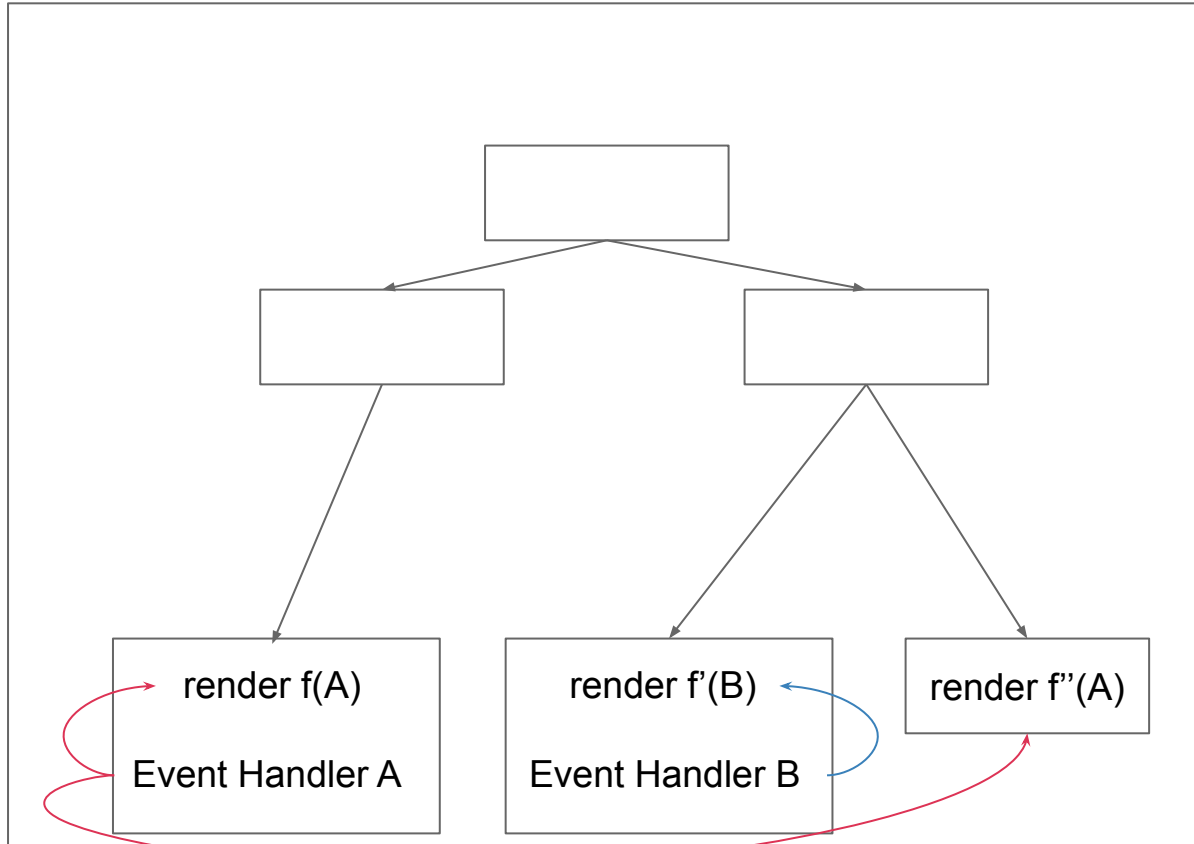 render f(A)
Event Handler A
render f’(B)
Event Handler B
render f’’(A)